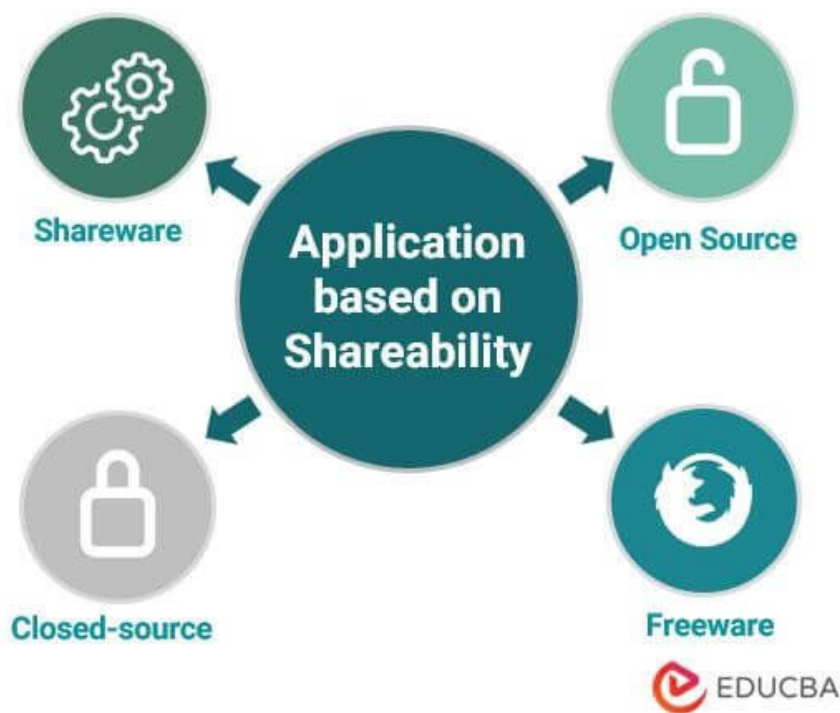 Shareware
Open Source
Application
based on
Shareability
Closed-source
Freeware
EDUCBA